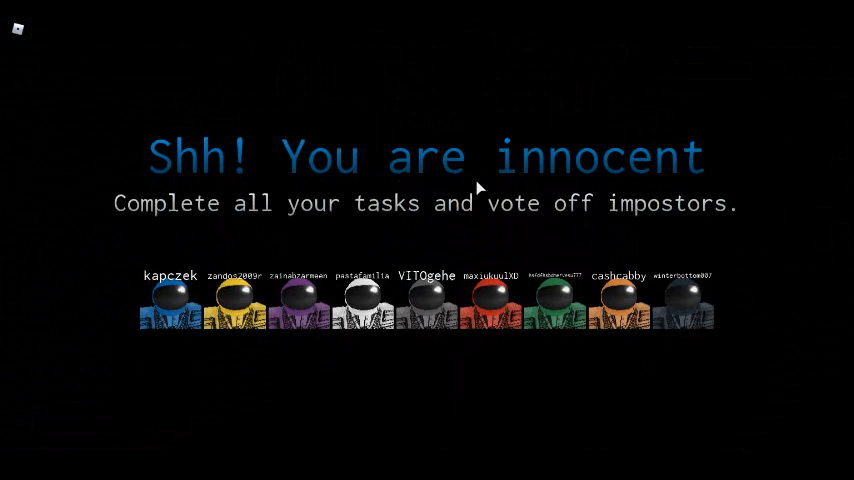 Shh! You are innocent
Complete all your tasks and vote off impostors.
kapczek zandos2009r zainabzarmeen pastafamilia VITOgehe maxiukuulXD cashcabby winterbottom007